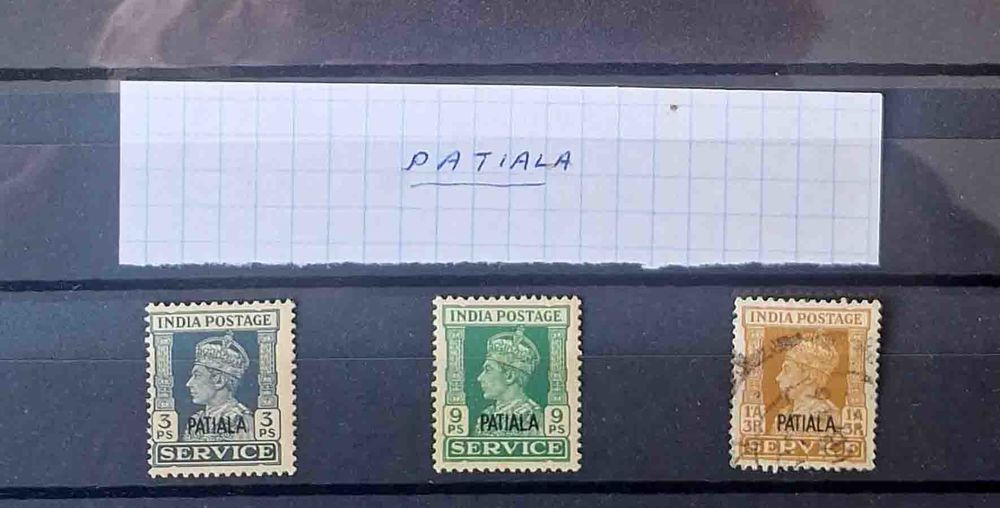 PATIALA
INDIA POSTAGE
3 PS 3 PS
PATIALA
SERVICE
INDIA POSTAGE
9 PS 9 PS
PATIALA
SERVICE
INDIA POSTAGE
1A 3P 1A 3P
PATIALA
SERVICE